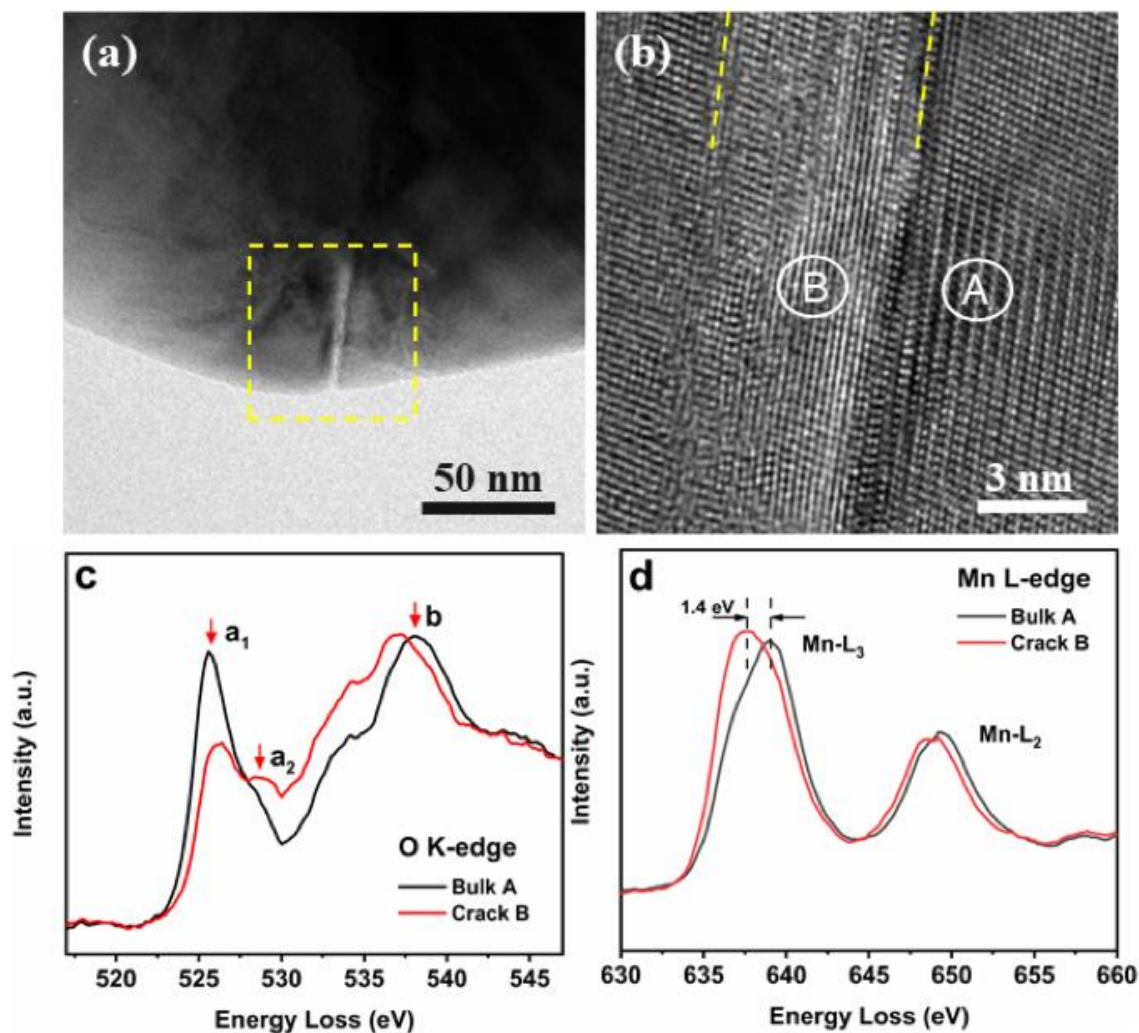 (a)
50 nm
(b)
B
A
3 nm
c
a1
a2
b
O K-edge
Bulk A
Crack B
Intensity (a.u.)
520 525 530 535 540 545
Energy Loss (eV)
d
Mn L-edge
Bulk A
Crack B
1.4 eV
Mn-L3
Mn-L2
Intensity (a.u.)
630 635 640 645 650 655 660
Energy Loss (eV)